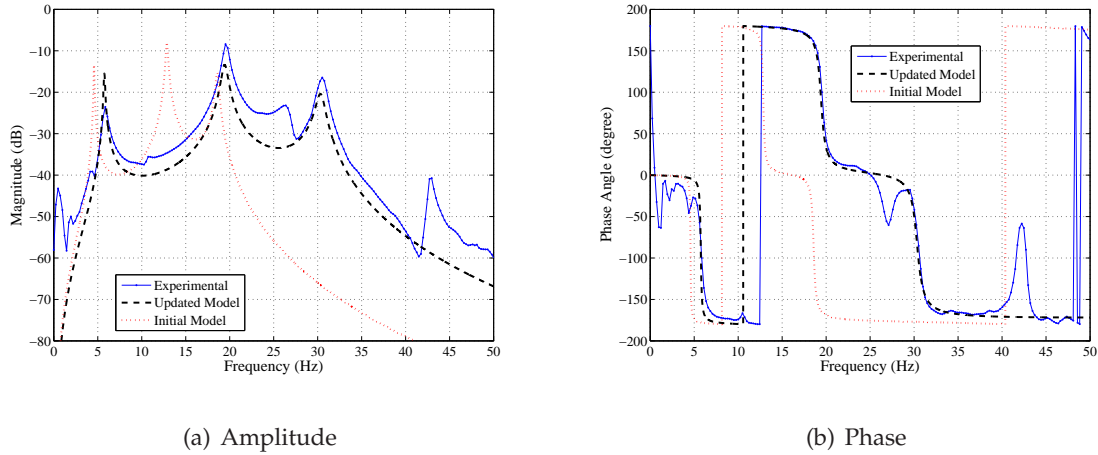 0
−10
−20
−30
−40
−50
−60
−70
−80
0 5 10 15 20 25 30 35 40 45 50
Magnitude (dB)
Frequency (Hz)
Experimental
Updated Model
Initial Model
(a) Amplitude
200
150
100
50
0
−50
−100
−150
−200
0 5 10 15 20 25 30 35 40 45 50
Phase Angle (degree)
Frequency (Hz)
Experimental
Updated Model
Initial Model
(b) Phase